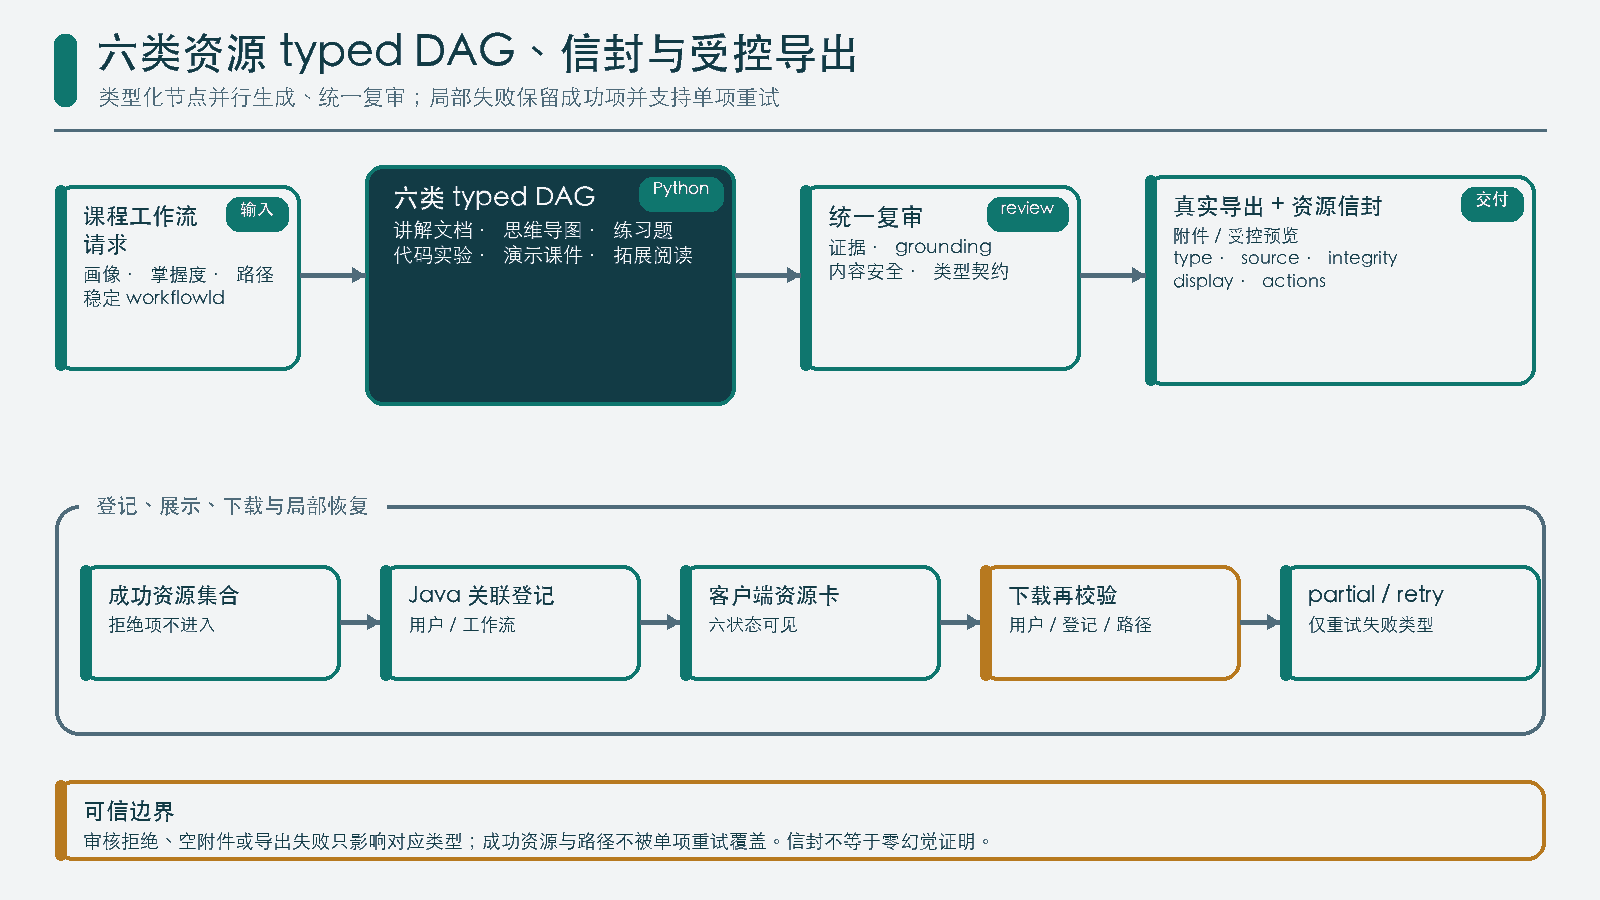 六类资源 typed DAG、信封与受控导出
类型化节点并行生成、统一复审；局部失败保留成功项并支持单项重试
课程工作流
请求
输入
画像 · 掌握度 · 路径
稳定 workflowId
六类 typed DAG
Python
讲解文档 · 思维导图 · 练习题
代码实验 · 演示课件 · 拓展阅读
统一复审
review
证据 · grounding
内容安全 · 类型契约
真实导出 + 资源信封
交付
附件 / 受控预览
type · source · integrity
display · actions
登记、展示、下载与局部恢复
成功资源集合
拒绝项不进入
Java 关联登记
用户 / 工作流
客户端资源卡
六状态可见
下载再校验
用户 / 登记 / 路径
partial / retry
仅重试失败类型
可信边界
审核拒绝、空附件或导出失败只影响对应类型；成功资源与路径不被单项重试覆盖。信封不等于零幻觉证明。